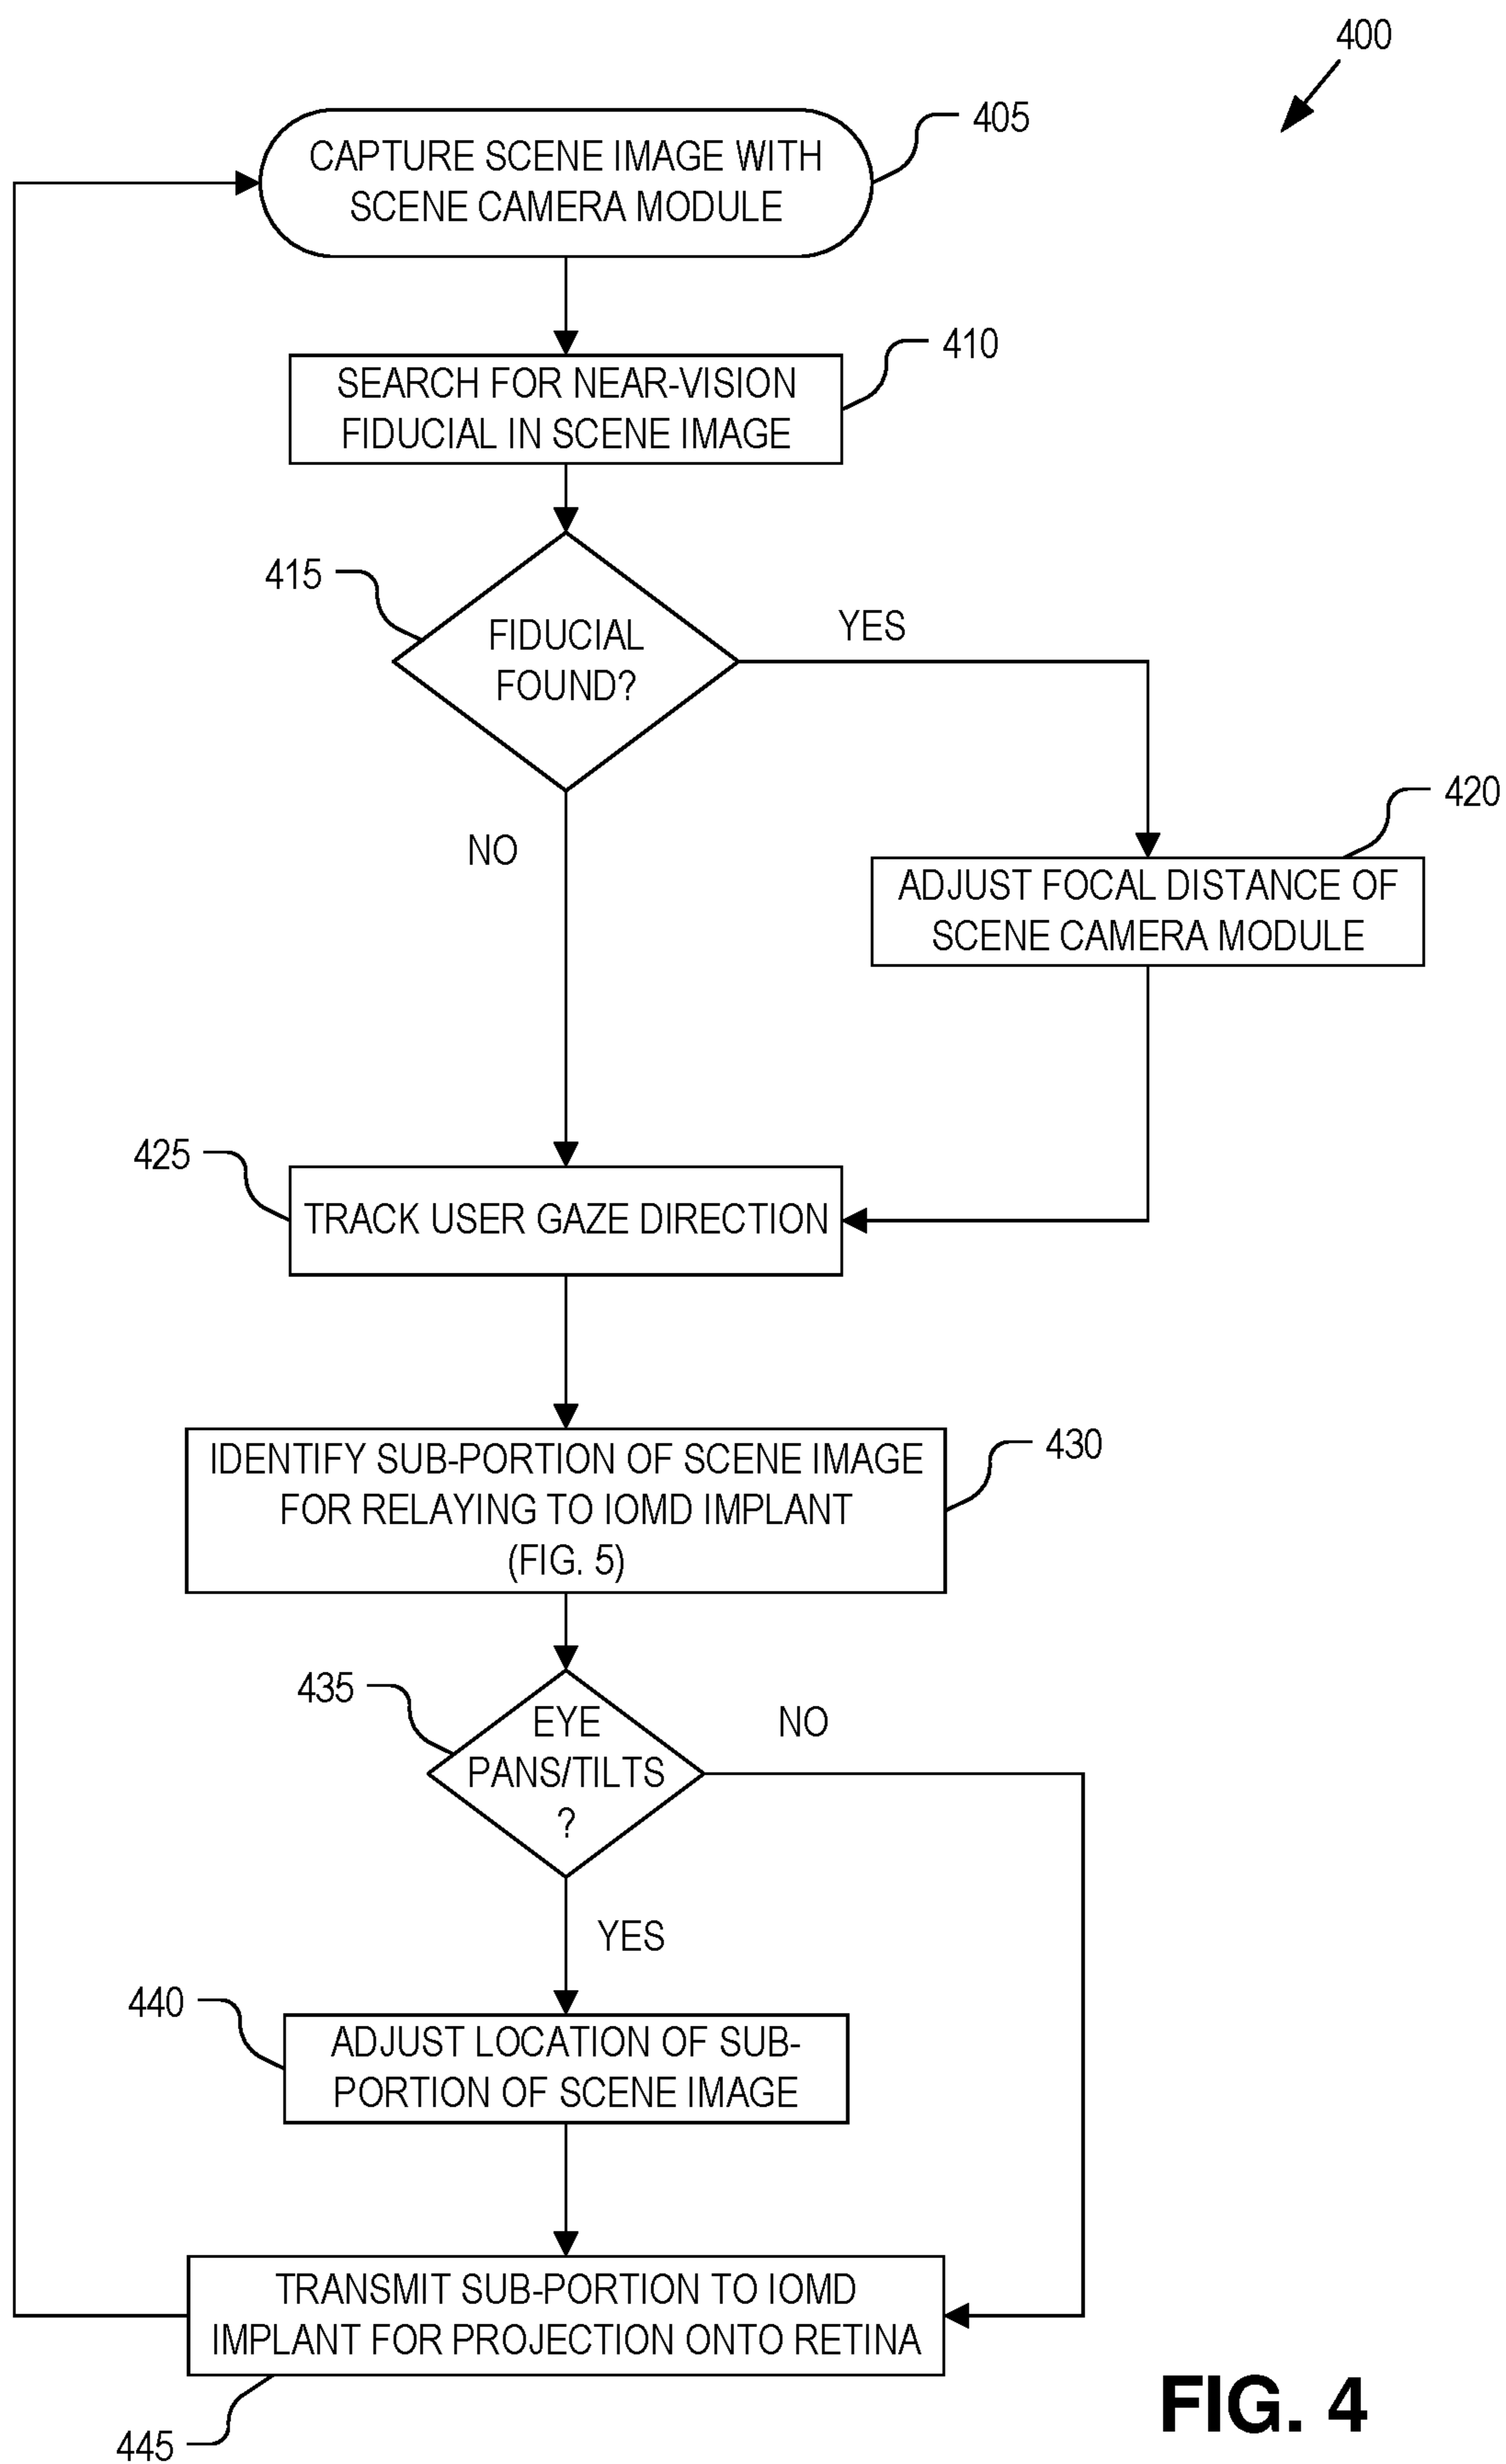 400
CAPTURE SCENE IMAGE WITH
SCENE CAMERA MODULE
405
SEARCH FOR NEAR-VISION
FIDUCIAL IN SCENE IMAGE
410
415
FIDUCIAL
FOUND?
YES
NO
420
ADJUST FOCAL DISTANCE OF
SCENE CAMERA MODULE
425
TRACK USER GAZE DIRECTION
IDENTIFY SUB-PORTION OF SCENE IMAGE
FOR RELAYING TO IOMD IMPLANT
(FIG. 5)
430
435
EYE
PANS/TILTS
?
NO
YES
440
ADJUST LOCATION OF SUB-
PORTION OF SCENE IMAGE
TRANSMIT SUB-PORTION TO IOMD
IMPLANT FOR PROJECTION ONTO RETINA
445
FIG. 4